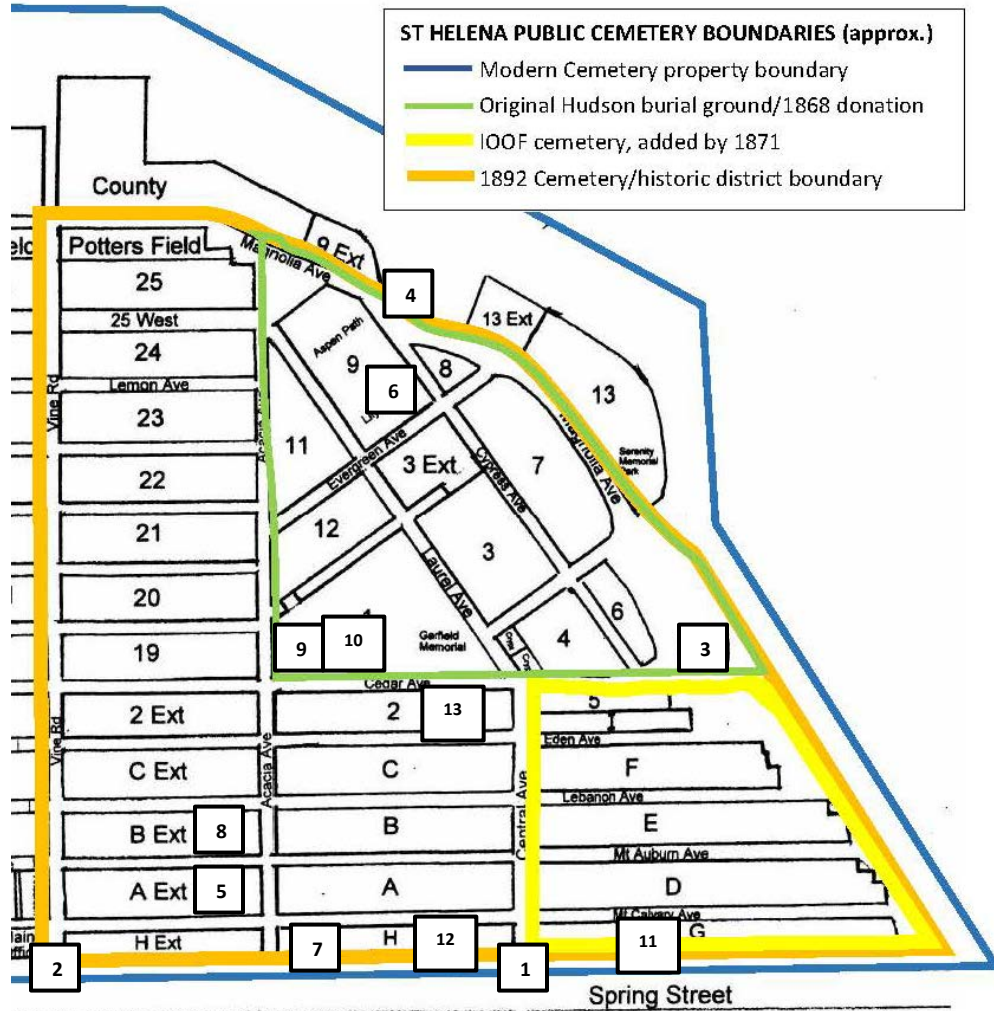 ST HELENA PUBLIC CEMETERY BOUNDARIES (approx.)
Modern Cemetery property boundary
Original Hudson burial ground/1868 donation
IOOF cemetery, added by 1871
1892 Cemetery/historic district boundary
County
Potters Field
9 Ext
Magnolia Ave
4
25
13 Ext
25 West
Aspen Path
24
9
8
13
Lemon Ave
6
Vine Rd
23
Acacia Ave
11
Evergreen Ave
3 Ext
Cypress Ave
7
Magnolia Ave
Serenity
Memorial
Park
22
12
21
3
Laurel Ave
20
6
19
9
10
Garfield
Memorial
4
3
Cedar Ave
2 Ext
2
13
5
Vine Rd
Acacia Ave
Eden Ave
C Ext
C
Central Ave
F
Lebanon Ave
B Ext
8
B
E
Mt Auburn Ave
A Ext
5
A
D
Mt Calvary Ave
H Ext
7
H
12
11
G
2
1
Spring Street